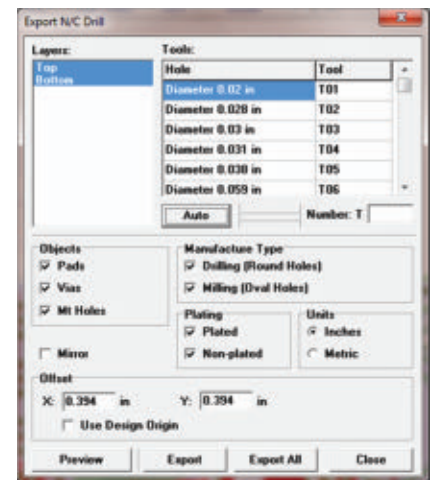 Export N/C Drill
Layers:
Top
Bottom
Tools:
Hole Tool
Diameter 0.02 in T01
Diameter 0.028 in T02
Diameter 0.03 in T03
Diameter 0.031 in T04
Diameter 0.038 in T05
Diameter 0.059 in T06
Auto
Number: T
Objects
Pads
Vias
Mt Holes
Mirror
Manufacture Type
Drilling (Round Holes)
Milling (Oval Holes)
Plating
Plated
Non-plated
Units
Inches
Metric
Offset
X: 0.394 in Y: 0.394 in
Use Design Origin
Preview Export Export All Close